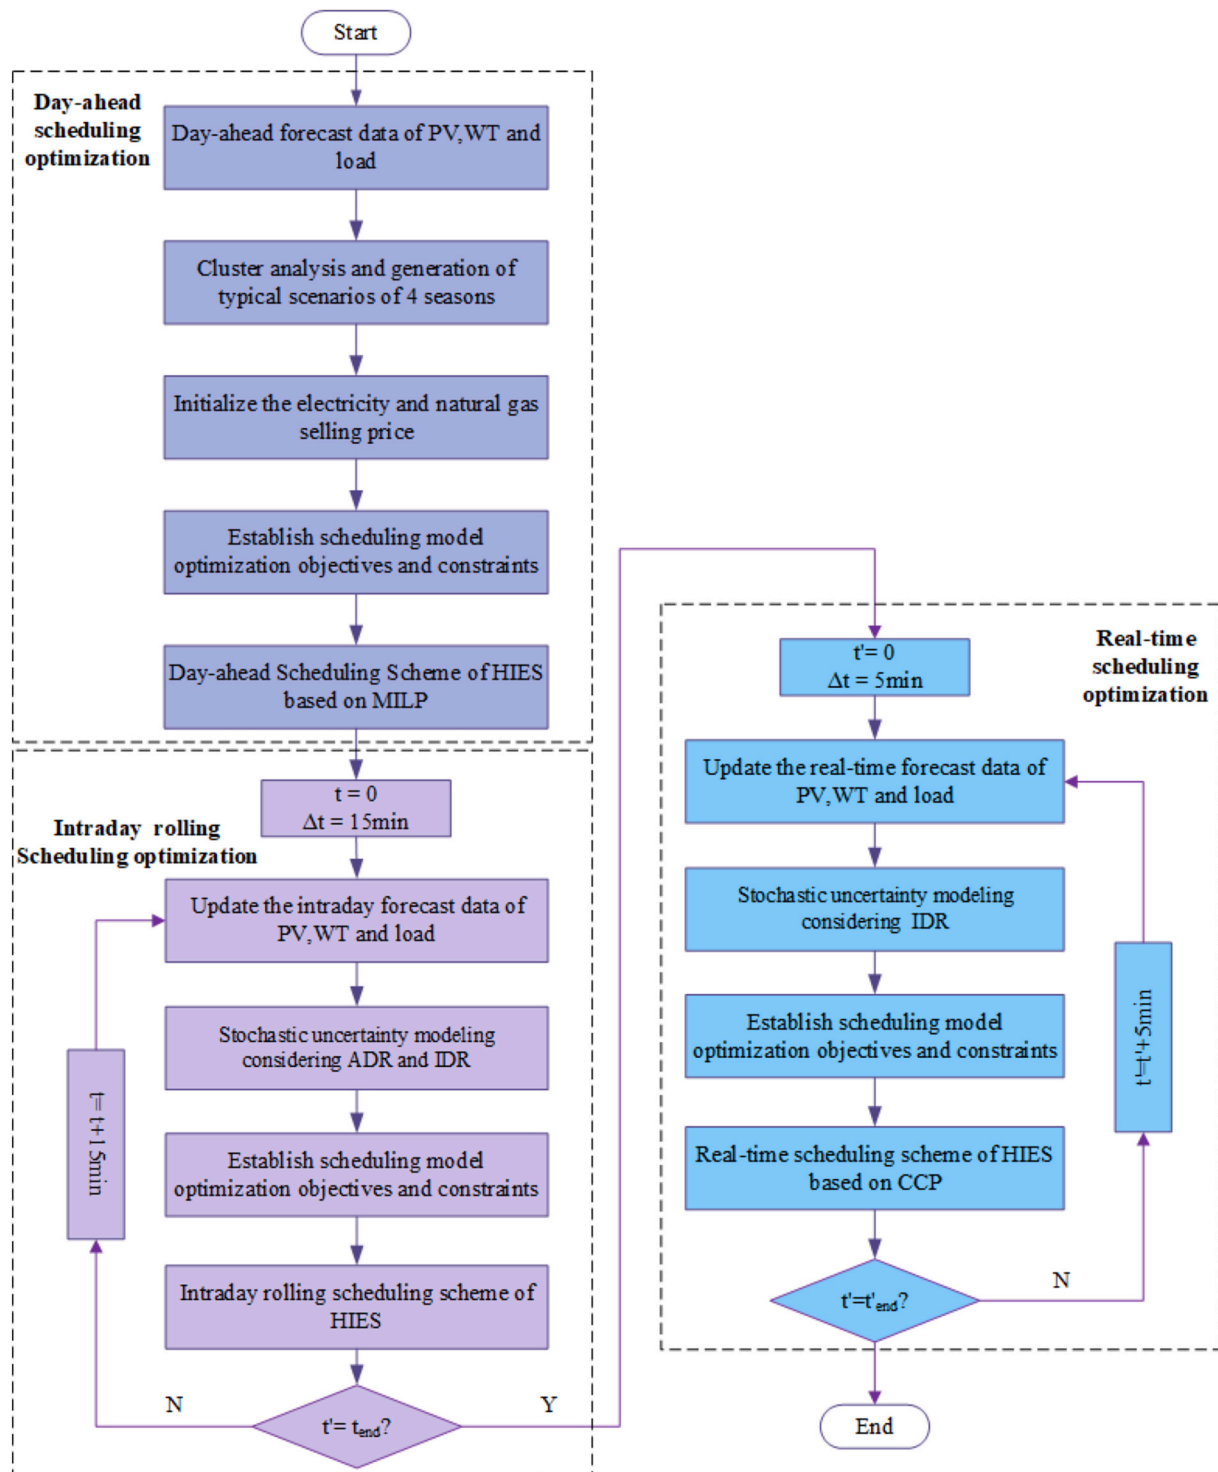 Start
Day-ahead
scheduling
optimization
Day-ahead forecast data of PV,WT and
load
Cluster analysis and generation of
typical scenarios of 4 seasons
Initialize the electricity and natural gas
selling price
Establish scheduling model
optimization objectives and constraints
Day-ahead Scheduling Scheme of HIES
based on MILP
Intraday rolling
Scheduling optimization
t = 0
Δt = 15min
Update the intraday forecast data of
PV,WT and load
Stochastic uncertainty modeling
considering ADR and IDR
Establish scheduling model
optimization objectives and constraints
Intraday rolling scheduling scheme of
HIES
t'= tend?
N
Y
t= t+15min
Real-time
scheduling
optimization
t'= 0
Δt = 5min
Update the real-time forecast data of
PV,WT and load
Stochastic uncertainty modeling
considering IDR
Establish scheduling model
optimization objectives and constraints
Real-time scheduling scheme of HIES
based on CCP
t'=t'end?
N
t'=t'+5min
End